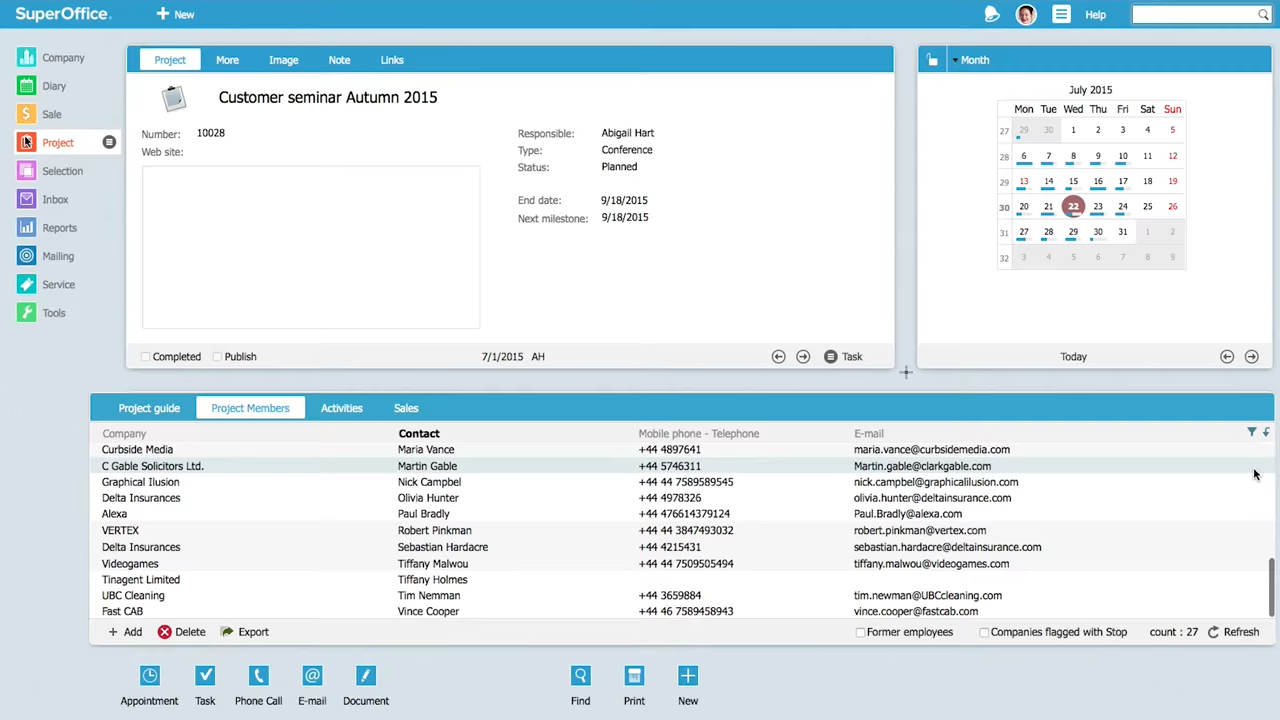 SuperOffice.
New
Help
Company
Diary
Sale
Project
Selection
Inbox
Reports
Mailing
Service
Tools
Project More Image Note Links
Customer seminar Autumn 2015
Number: 10028
Web site:
Responsible: Abigail Hart
Type: Conference
Status: Planned
End date: 9/18/2015
Next milestone: 9/18/2015
Completed Publish 7/1/2015 AH Task
Month
July 2015
Mon Tue Wed Thu Fri Sat Sun
27 29 30 1 2 3 4 5
28 6 7 8 9 10 11 12
29 13 14 15 16 17 18 19
30 20 21 22 23 24 25 26
31 27 28 29 30 31 1 2
32 3 4 5 6 7 8 9
Today
Project guide Project Members Activities Sales
Company Contact Mobile phone - Telephone E-mail
Curbside Media Maria Vance +44 4897641 maria.vance@curbsidemedia.com
C Gable Solicitors Ltd. Martin Gable +44 5746311 Martin.gable@clarkgable.com
Graphical Ilusion Nick Campbel +44 44 7589589545 nick.campbel@graphicalilusion.com
Delta Insurances Olivia Hunter +44 4978326 olivia.hunter@deltainsurance.com
Alexa Paul Bradly +44 476614379124 Paul.Bradly@alexa.com
VERTEX Robert Pinkman +44 44 3847493032 robert.pinkman@vertex.com
Delta Insurances Sebastian Hardacre +44 4215431 sebastian.hardacre@deltainsurance.com
Videogames Tiffany Malwou +44 44 7509505494 tiffany.malwou@videogames.com
Tinagent Limited Tiffany Holmes
UBC Cleaning Tim Nemman +44 3659884 tim.newman@UBCcleaning.com
Fast CAB Vince Cooper +44 46 7589458943 vince.cooper@fastcab.com
Add Delete Export Former employees Companies flagged with Stop count : 27 Refresh
Appointment Task Phone Call E-mail Document Find Print New